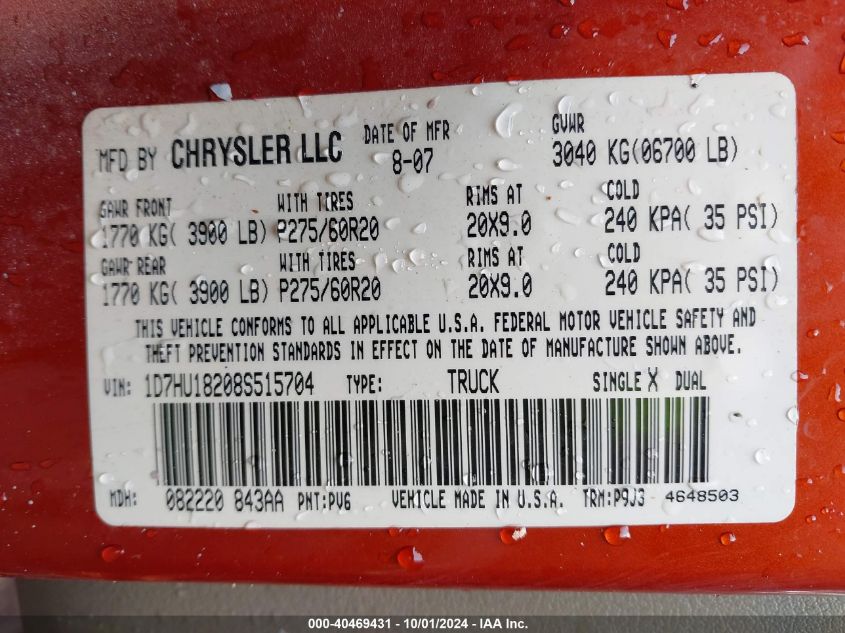 MFD BY CHRYSLER LLC DATE OF MFR GVWR
8-07 3040 KG(06700 LB)
GAWR FRONT WITH TIRES RIMS AT COLD
1770 KG( 3900 LB) P275/60R20 20X9.0 240 KPA( 35 PSI)
GAWR REAR WITH TIRES RIMS AT COLD
1770 KG( 3900 LB) P275/60R20 20X9.0 240 KPA( 35 PSI)
THIS VEHICLE CONFORMS TO ALL APPLICABLE U.S.A. FEDERAL MOTOR VEHICLE SAFETY AND
THEFT PREVENTION STANDARDS IN EFFECT ON THE DATE OF MANUFACTURE SHOWN ABOVE.
VIN: 1D7HU18208S515704 TYPE: TRUCK SINGLE X DUAL
MDH: 082220 843AA PNT:PV6 VEHICLE MADE IN U.S.A. TRM:P9J3 4648503
000-40469431 - 10/01/2024 - IAA Inc.